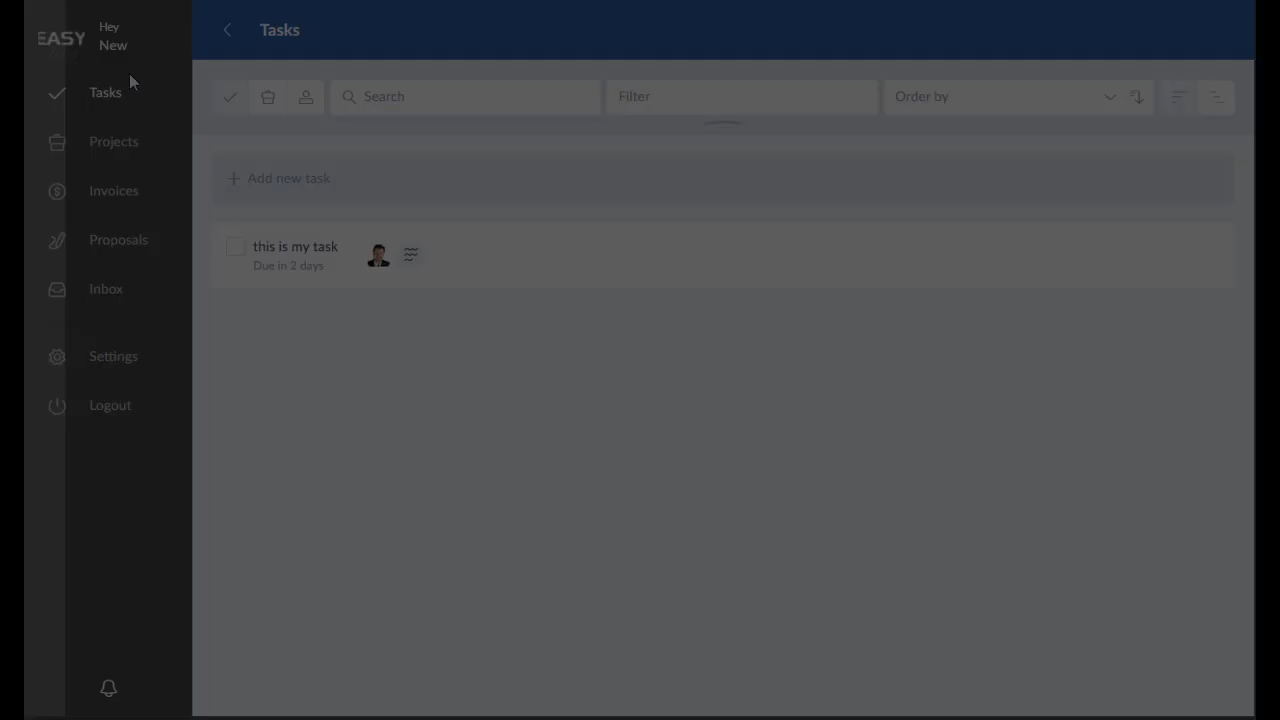 EASY
Hey
New
Tasks
Projects
Invoices
Proposals
Inbox
Settings
Logout
Tasks
Search
Filter
Order by
Add new task
this is my task
Due in 2 days